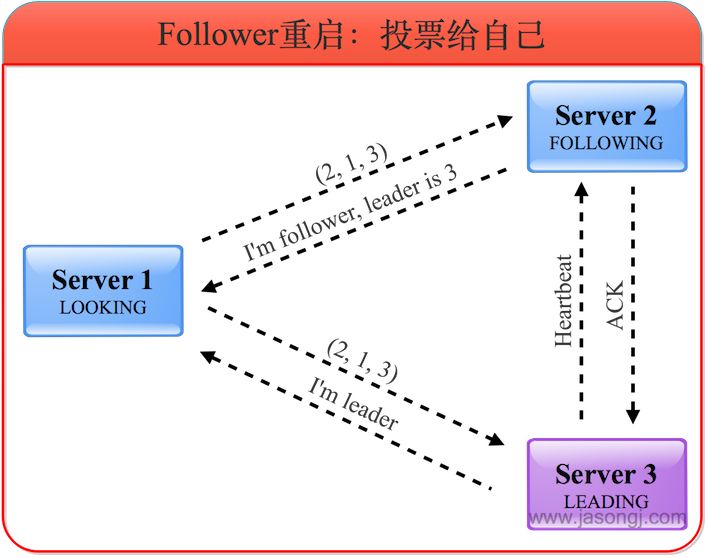 Follower重启：投票给自己
Server 2
FOLLOWING
(2, 1, 3)
I'm follower, leader is 3
Server 1
LOOKING
Heartbeat
ACK
(2, 1, 3)
I'm leader
Server 3
LEADING
www.jasongj.com